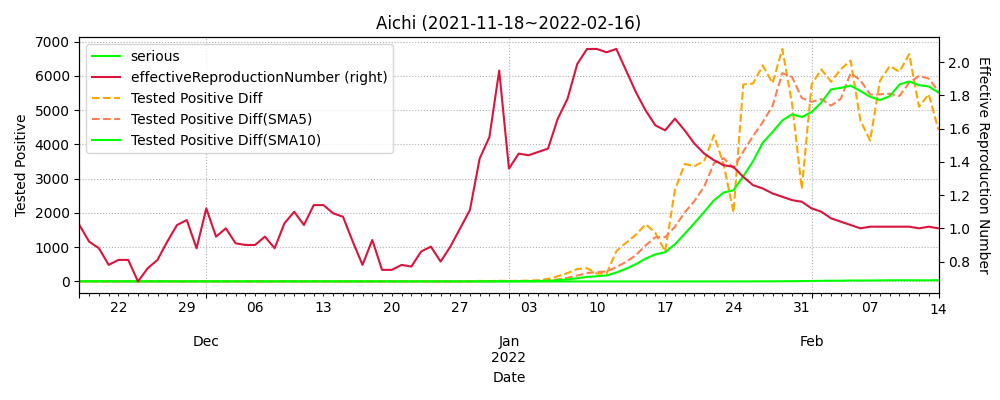 Aichi (2021-11-18~2022-02-16)
serious
effectiveReproductionNumber (right)
Tested Positive Diff
Tested Positive Diff(SMA5)
Tested Positive Diff(SMA10)
Tested Positive
7000
6000
5000
4000
3000
2000
1000
0
Effective Reproduction Number
2.0
1.8
1.6
1.4
1.2
1.0
0.8
22 29 06 13 20 27 03 10 17 24 31 07 14
Dec Jan Feb
2022
Date